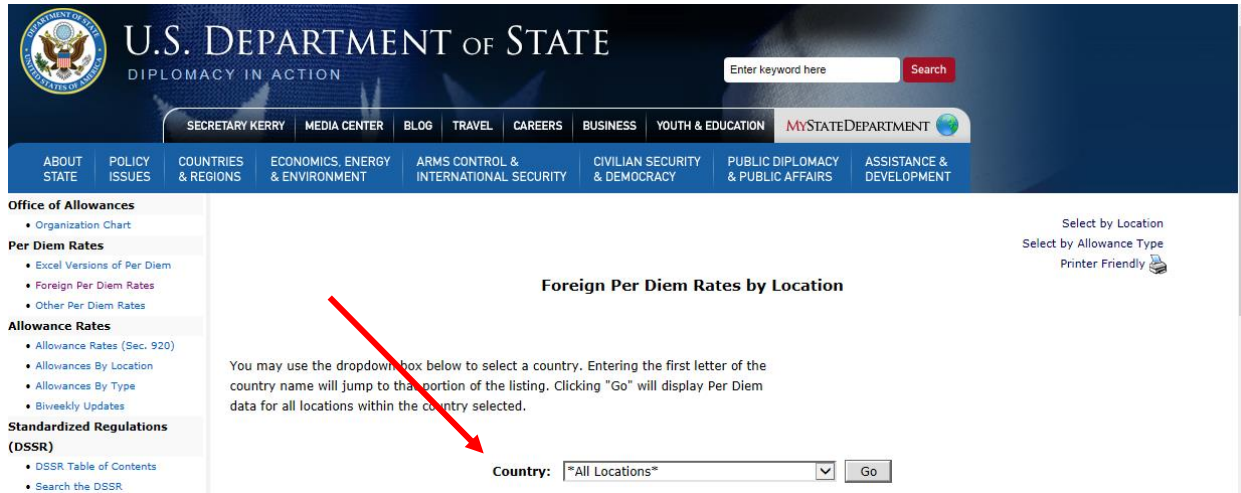 U.S. DEPARTMENT OF STATE
DIPLOMACY IN ACTION
Enter keyword here
Search
SECRETARY KERRY MEDIA CENTER BLOG TRAVEL CAREERS BUSINESS YOUTH & EDUCATION MYSTATEDEPARTMENT
ABOUT STATE
POLICY ISSUES
COUNTRIES & REGIONS
ECONOMICS, ENERGY & ENVIRONMENT
ARMS CONTROL & INTERNATIONAL SECURITY
CIVILIAN SECURITY & DEMOCRACY
PUBLIC DIPLOMACY & PUBLIC AFFAIRS
ASSISTANCE & DEVELOPMENT
Office of Allowances
• Organization Chart
Per Diem Rates
• Excel Versions of Per Diem
• Foreign Per Diem Rates
• Other Per Diem Rates
Allowance Rates
• Allowance Rates (Sec. 920)
• Allowances By Location
• Allowances By Type
• Biweekly Updates
Standardized Regulations
(DSSR)
• DSSR Table of Contents
• Search the DSSR
Select by Location
Select by Allowance Type
Printer Friendly
Foreign Per Diem Rates by Location
You may use the dropdown box below to select a country. Entering the first letter of the
country name will jump to that portion of the listing. Clicking "Go" will display Per Diem
data for all locations within the country selected.
Country: *All Locations* Go